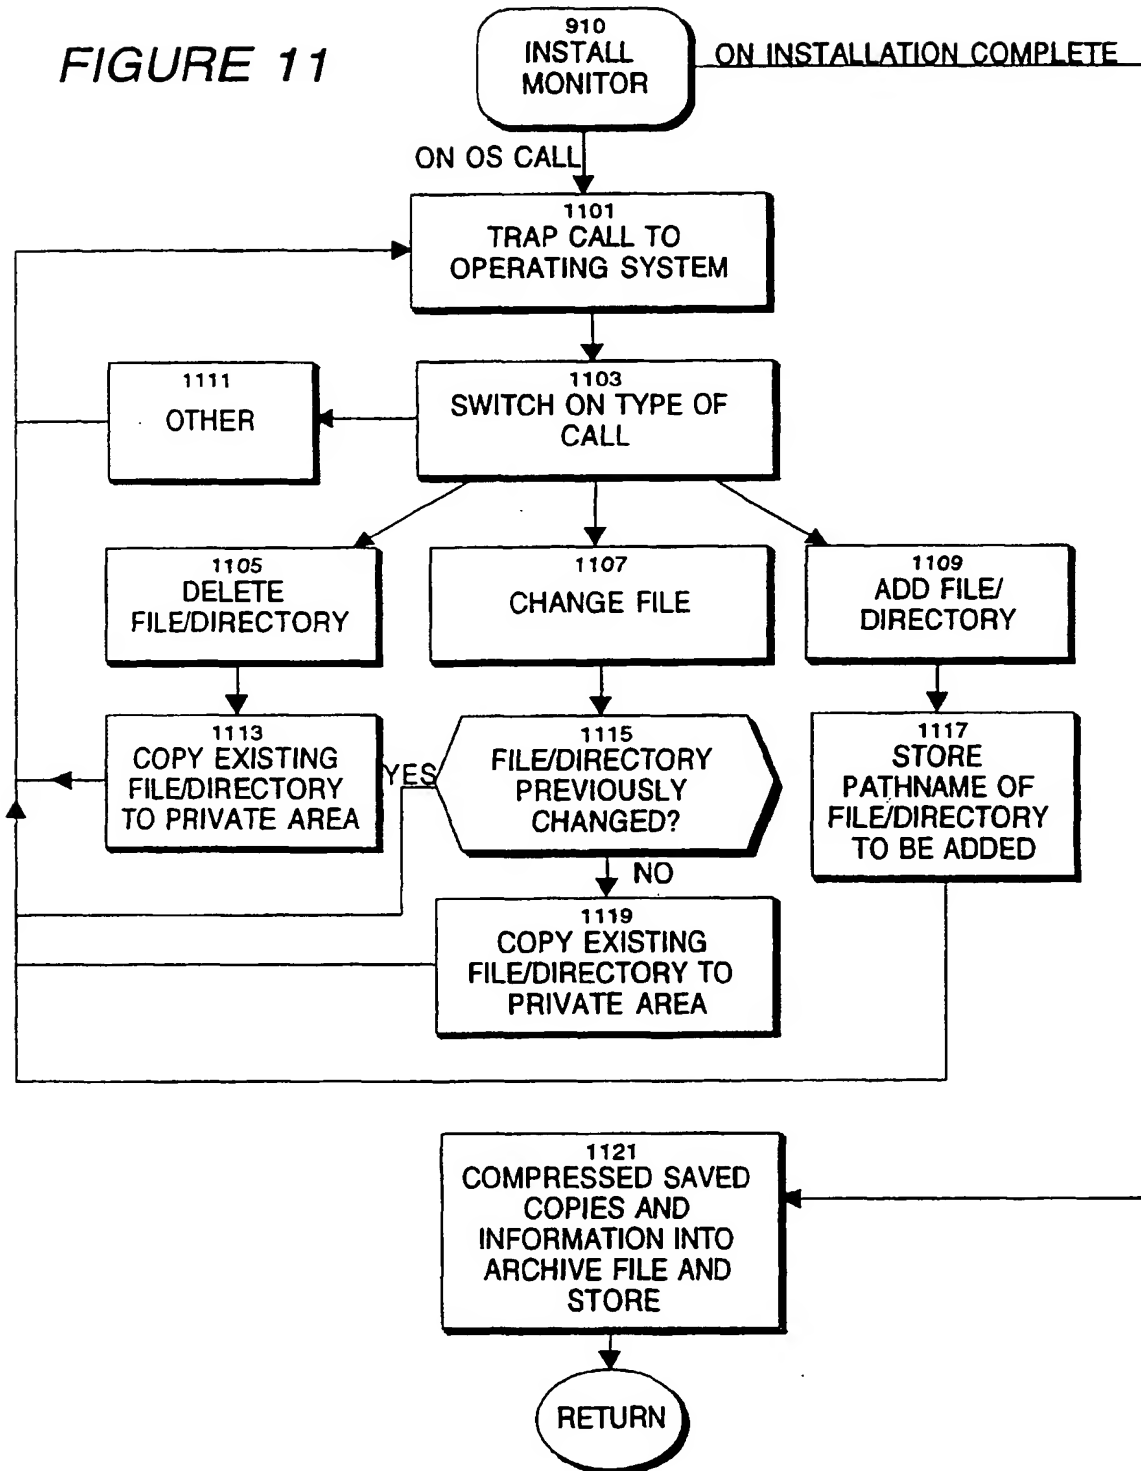 FIGURE 11
910
INSTALL
MONITOR
ON INSTALLATION COMPLETE
ON OS CALL
1101
TRAP CALL TO
OPERATING SYSTEM
1111
OTHER
1103
SWITCH ON TYPE OF
CALL
1105
DELETE
FILE/DIRECTORY
1107
CHANGE FILE
1109
ADD FILE/
DIRECTORY
1113
COPY EXISTING
FILE/DIRECTORY
TO PRIVATE AREA
YES
1115
FILE/DIRECTORY
PREVIOUSLY
CHANGED?
NO
1117
STORE
PATHNAME OF
FILE/DIRECTORY
TO BE ADDED
1119
COPY EXISTING
FILE/DIRECTORY TO
PRIVATE AREA
1121
COMPRESSED SAVED
COPIES AND
INFORMATION INTO
ARCHIVE FILE AND
STORE
RETURN